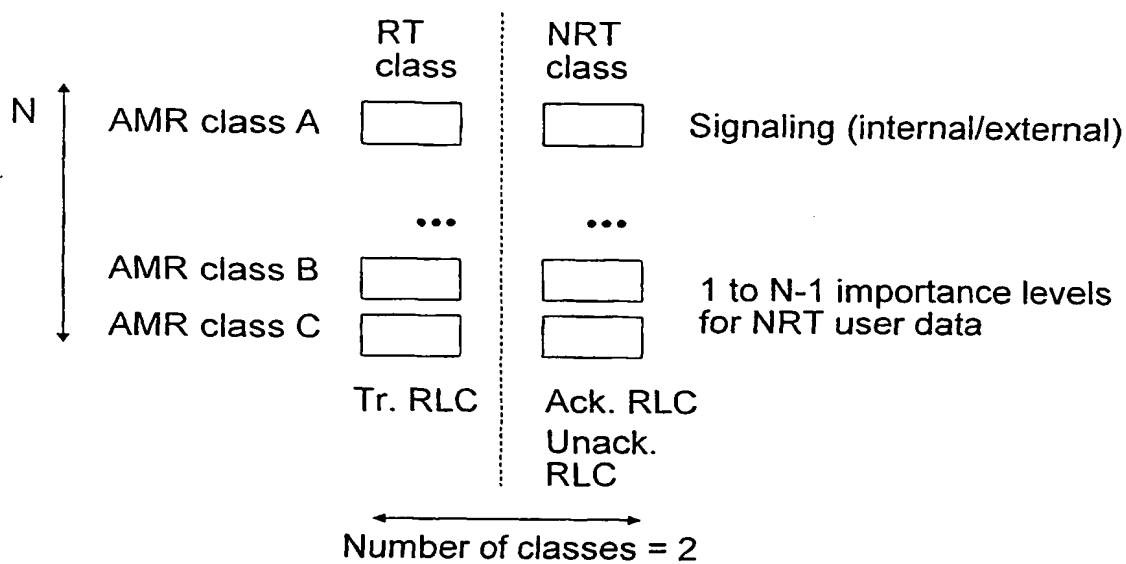 RT
class
NRT
class
N
AMR class A
Signaling (internal/external)
...
...
AMR class B
AMR class C
1 to N-1 importance levels
for NRT user data
Tr. RLC
Ack. RLC
Unack.
RLC
Number of classes = 2